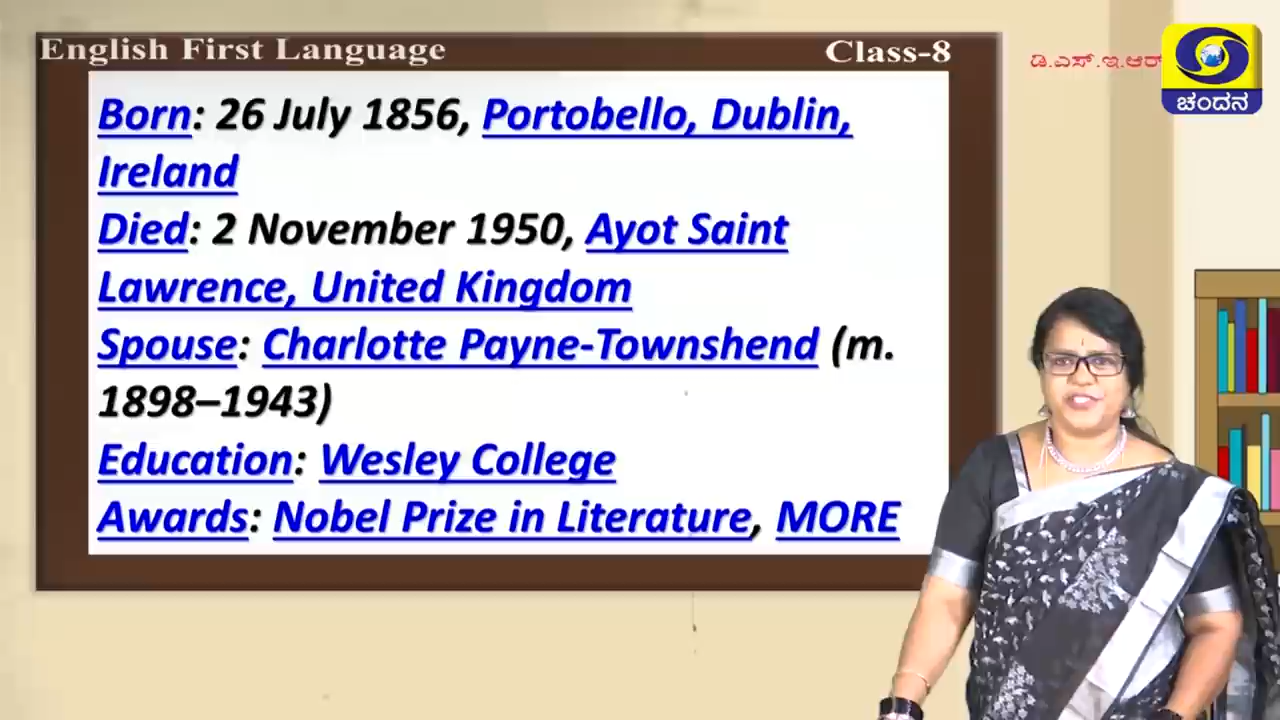 English First Language
Class-8
ಡಿ.ಎಸ್.ಇ.ಆರ್
ಚಂದನ
Born: 26 July 1856, Portobello, Dublin,
Ireland
Died: 2 November 1950, Ayot Saint
Lawrence, United Kingdom
Spouse: Charlotte Payne-Townshend (m.
1898–1943)
Education: Wesley College
Awards: Nobel Prize in Literature, MORE